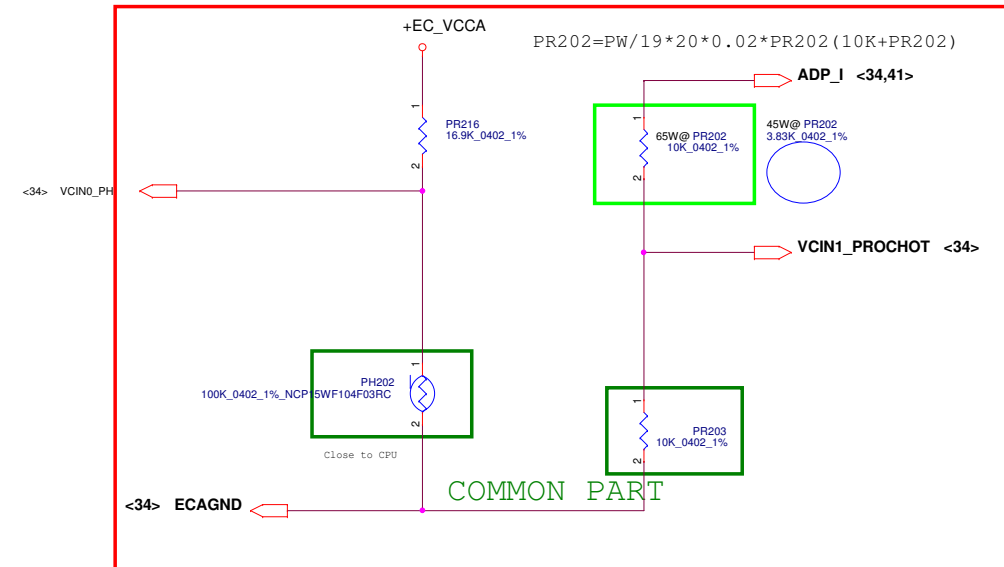 +EC_VCCA
PR202=PW/19*20*0.02*PR202(10K+PR202)
ADP_I <34,41>
1
PR216
16.9K_0402_1%
2
1
65W@ PR202
10K_0402_1%
2
45W@ PR202
3.83K_0402_1%
<34> VCIN0_PH
VCIN1_PROCHOT <34>
1
PH202
100K_0402_1%_NCP15WF104F03RC
2
Close to CPU
1
PR203
10K_0402_1%
2
COMMON PART
<34> ECAGND